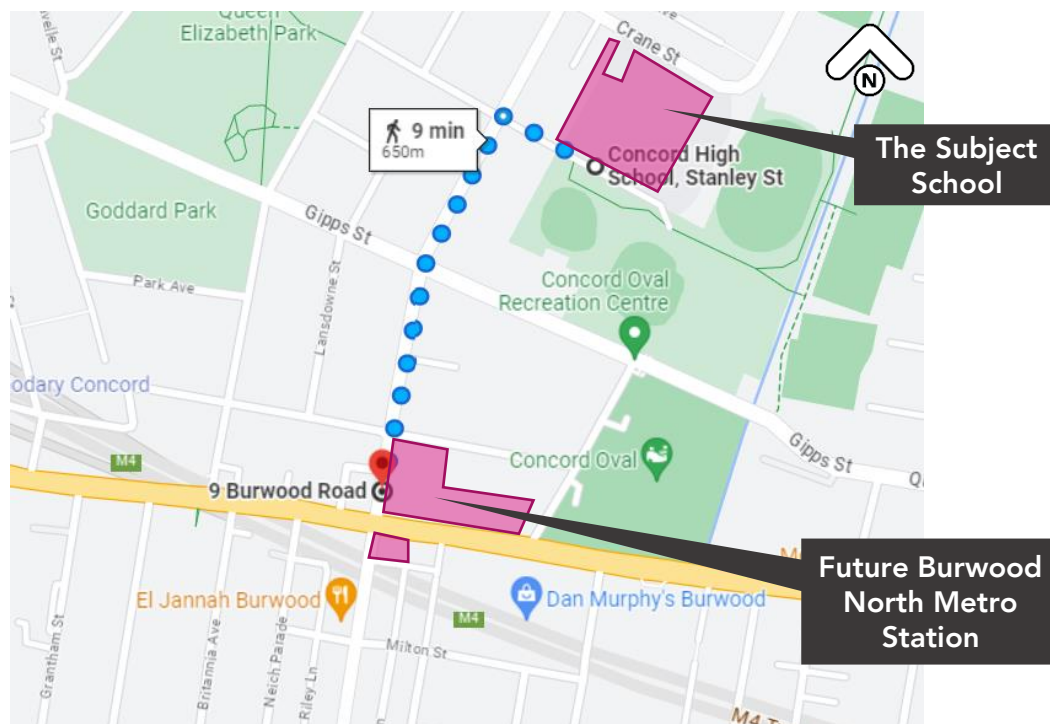 Queen
Elizabeth Park
Crane St
N
9 min
650m
Concord High
School, Stanley St
The Subject
School
Goddard Park
Gipps St
Park Ave
Lansdowne St
Concord Oval
Recreation Centre
odary Concord
M4
9 Burwood Road
Concord Oval
Gipps St
Future Burwood
North Metro
Station
El Jannah Burwood
Dan Murphy's Burwood
M4
Milton St
Grantham St
Britannia Ave
Neich Parade
Riley Ln